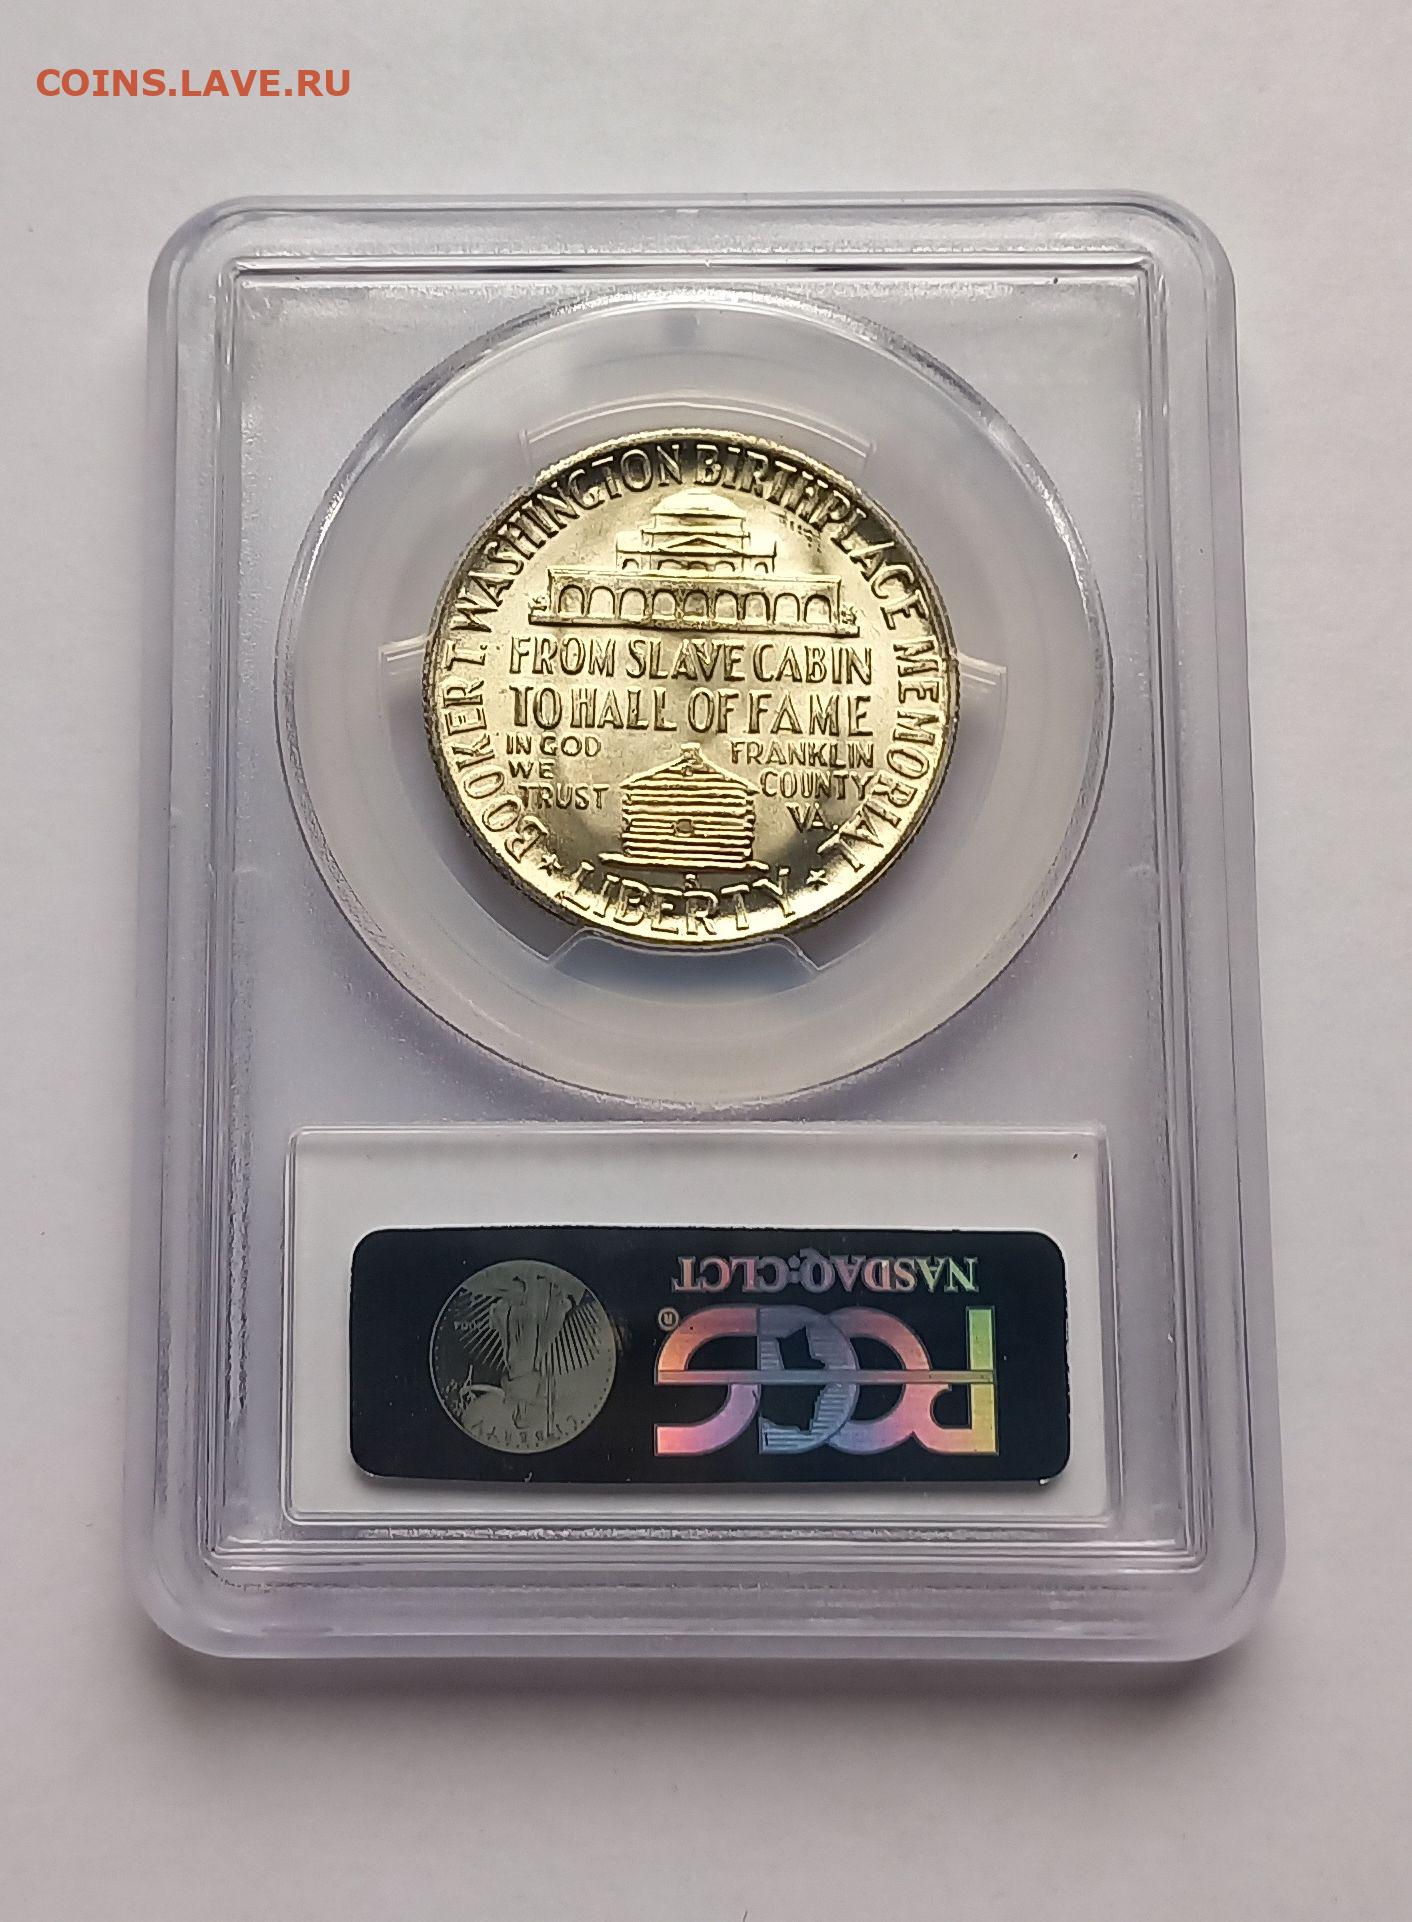 COINS.LAVE.RU
BOOKER T. WASHINGTON BIRTHPLACE MEMORIAL
FROM SLAVE CABIN
TO HALL OF FAME
IN GOD
WE
TRUST
FRANKLIN
COUNTY
VA.
S
LIBERTY
NASDAQ:CLCT
PCGS®
LIBERTY